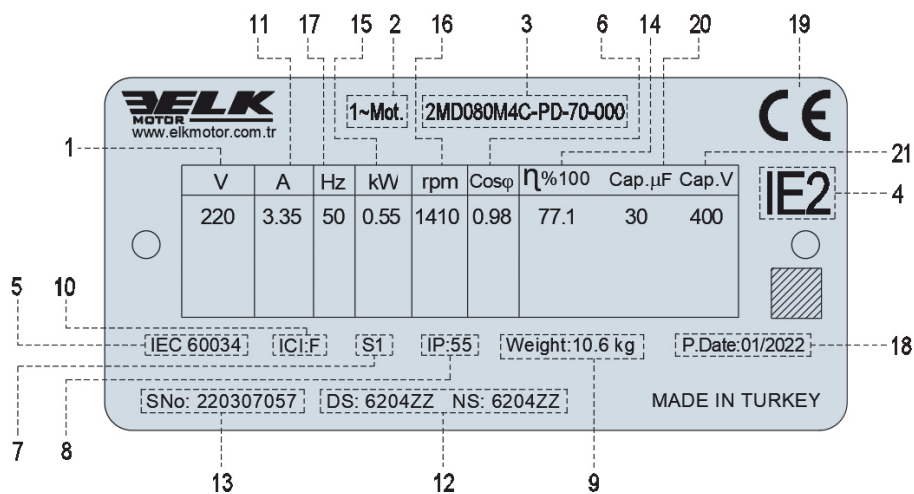 11 17 15 2 16 3 6 14 20 19
ELK
MOTOR
www.elkmotor.com.tr
1~Mot. 2MD080M4C-PD-70-000
CE
1
V A Hz kW rpm Cosφ η%100 Cap.µF Cap.V
21
220 3.35 50 0.55 1410 0.98 77.1 30 400
IE2
4
5 10
IEC 60034 ICI:F S1 IP:55 Weight:10.6 kg P.Date:01/2022
18
SNo: 220307057 DS: 6204ZZ NS: 6204ZZ MADE IN TURKEY
7 8 13 12 9